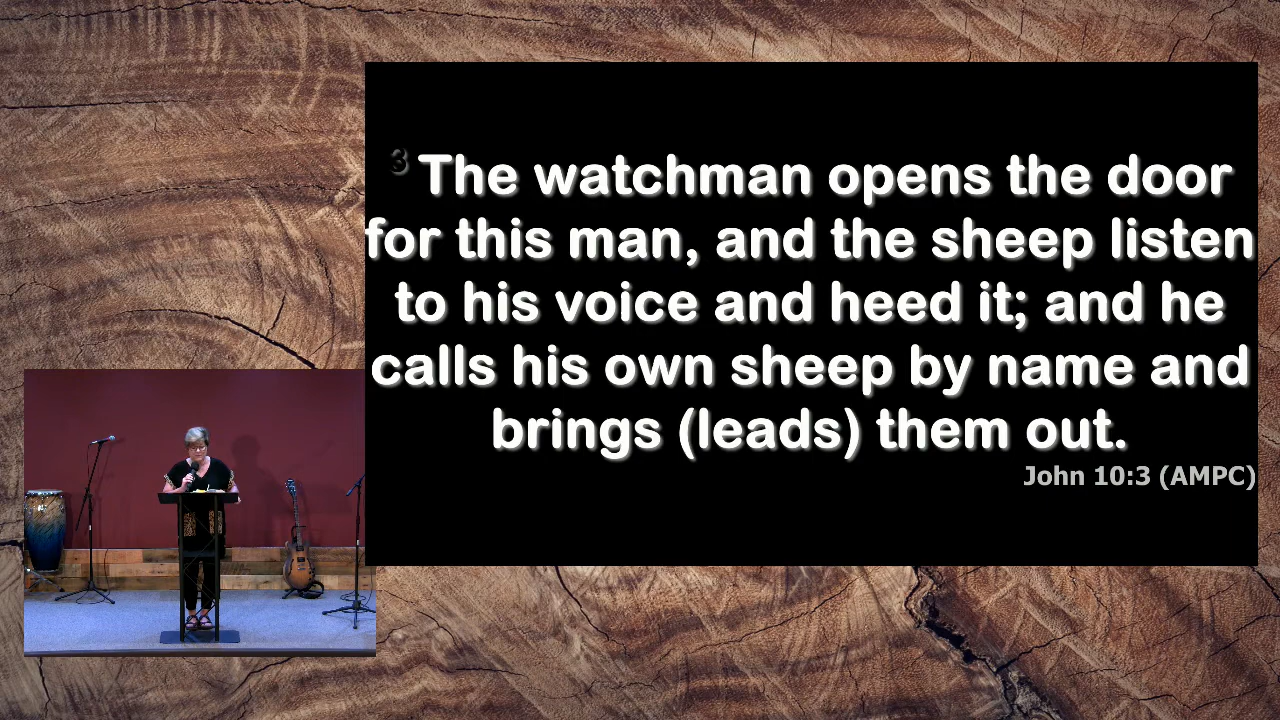 3 The watchman opens the door
for this man, and the sheep listen
to his voice and heed it; and he
calls his own sheep by name and
brings (leads) them out.
John 10:3 (AMPC)